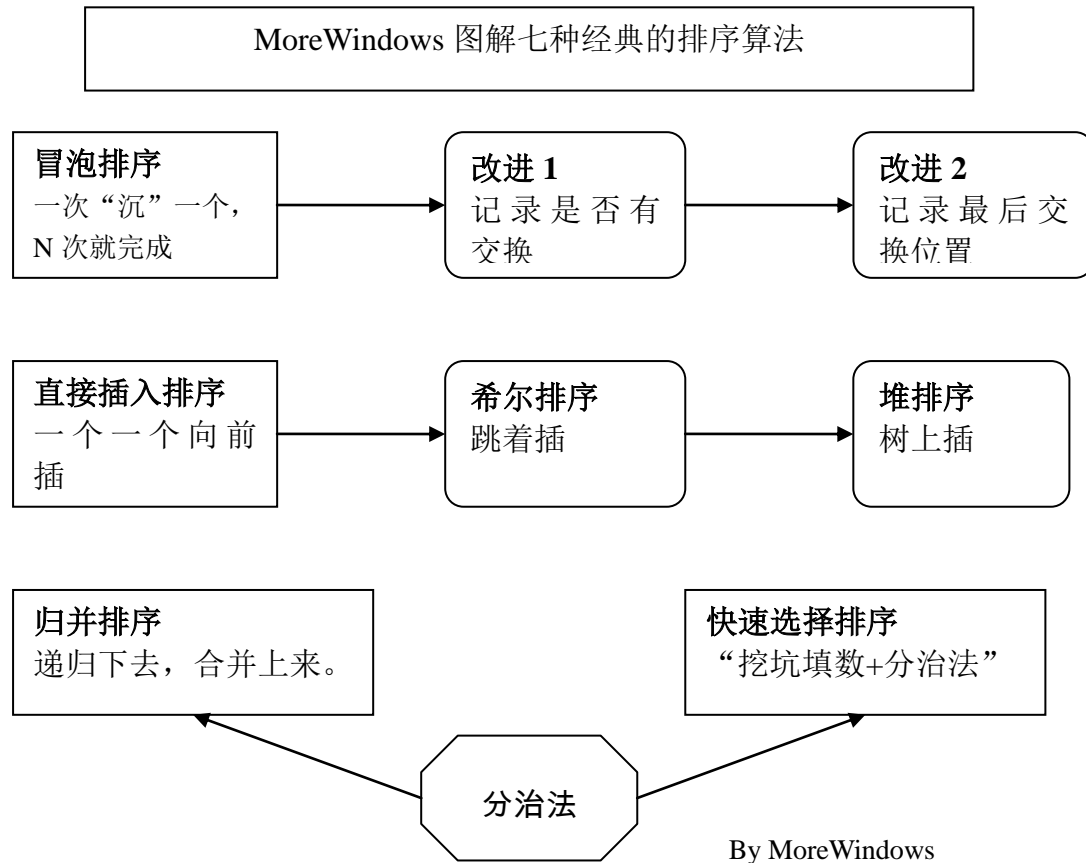 MoreWindows 图解七种经典的排序算法
冒泡排序
一次“沉”一个，
N 次就完成
改进 1
记录是否有
交换
改进 2
记录最后交
换位置
直接插入排序
一个一个向前
插
希尔排序
跳着插
堆排序
树上插
归并排序
递归下去，合并上来。
快速选择排序
“挖坑填数+分治法”
分治法
By MoreWindows